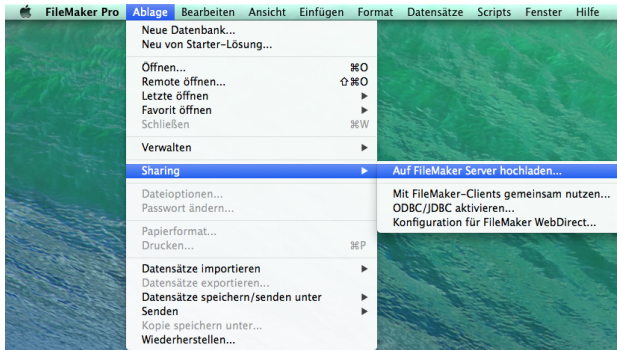 FileMaker Pro Ablage Bearbeiten Ansicht Einfügen Format Datensätze Scripts Fenster Hilfe
Neue Datenbank...
Neu von Starter-Lösung...
Öffnen... ⌘O
Remote öffnen... ⇧⌘O
Letzte öffnen ▶
Favorit öffnen ▶
Schließen ⌘W
Verwalten ▶
Sharing ▶
Auf FileMaker Server hochladen...
Mit FileMaker-Clients gemeinsam nutzen...
ODBC/JDBC aktivieren...
Konfiguration für FileMaker WebDirect...
Dateioptionen...
Passwort ändern...
Papierformat...
Drucken... ⌘P
Datensätze importieren ▶
Datensätze exportieren...
Datensätze speichern/senden unter ▶
Senden ▶
Kopie speichern unter...
Wiederherstellen...